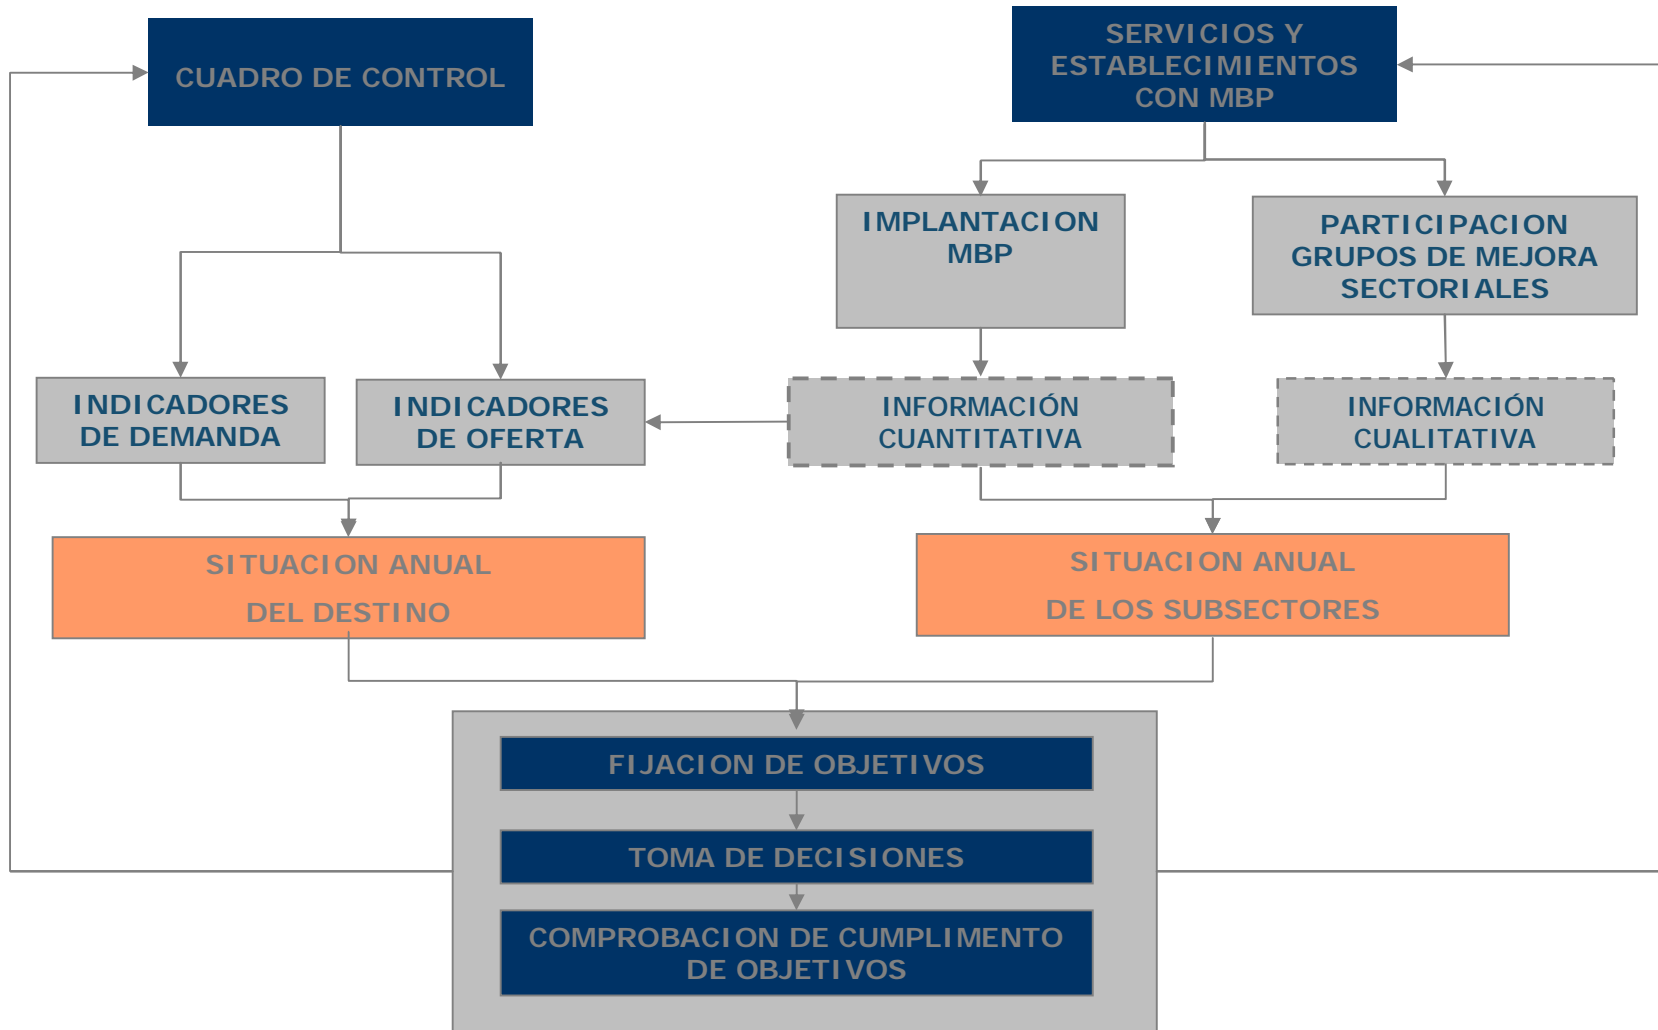 CUADRO DE CONTROL
SERVICIOS Y
ESTABLECIMIENTOS
CON MBP
IMPLANTACION
MBP
PARTICIPACION
GRUPOS DE MEJORA
SECTORIALES
INDICADORES
DE DEMANDA
INDICADORES
DE OFERTA
INFORMACIÓN
CUANTITATIVA
INFORMACIÓN
CUALITATIVA
SITUACION ANUAL
DEL DESTINO
SITUACION ANUAL
DE LOS SUBSECTORES
FIJACION DE OBJETIVOS
TOMA DE DECISIONES
COMPROBACION DE CUMPLIMENTO
DE OBJETIVOS